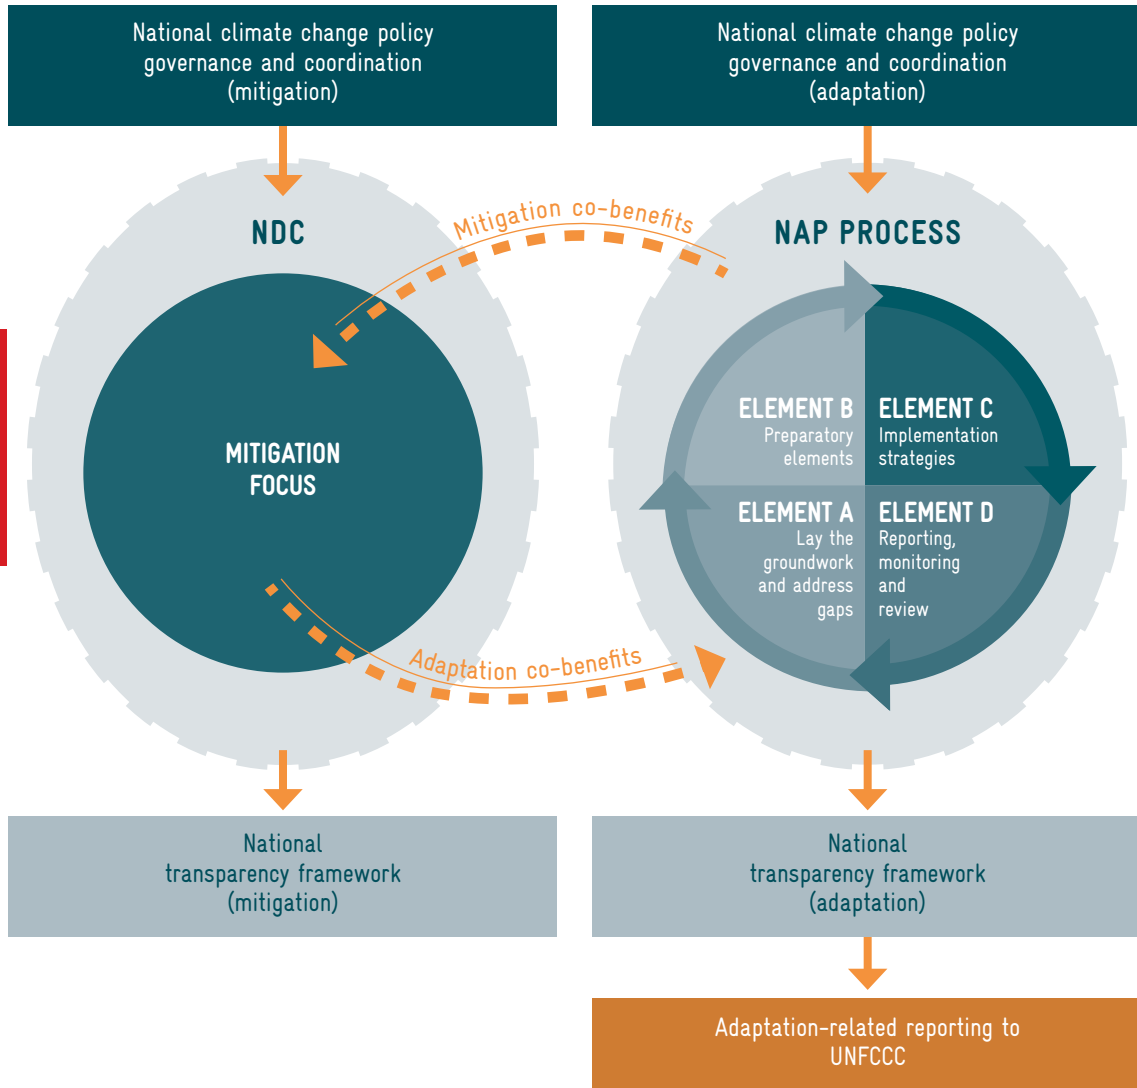 National climate change policy
governance and coordination
(mitigation)
National climate change policy
governance and coordination
(adaptation)
NDC
Mitigation co-benefits
NAP PROCESS
MITIGATION
FOCUS
ELEMENT B
Preparatory
elements
ELEMENT C
Implementation
strategies
ELEMENT A
Lay the
groundwork
and address
gaps
ELEMENT D
Reporting,
monitoring
and
review
Adaptation co-benefits
National
transparency framework
(mitigation)
National
transparency framework
(adaptation)
Adaptation-related reporting to
UNFCCC